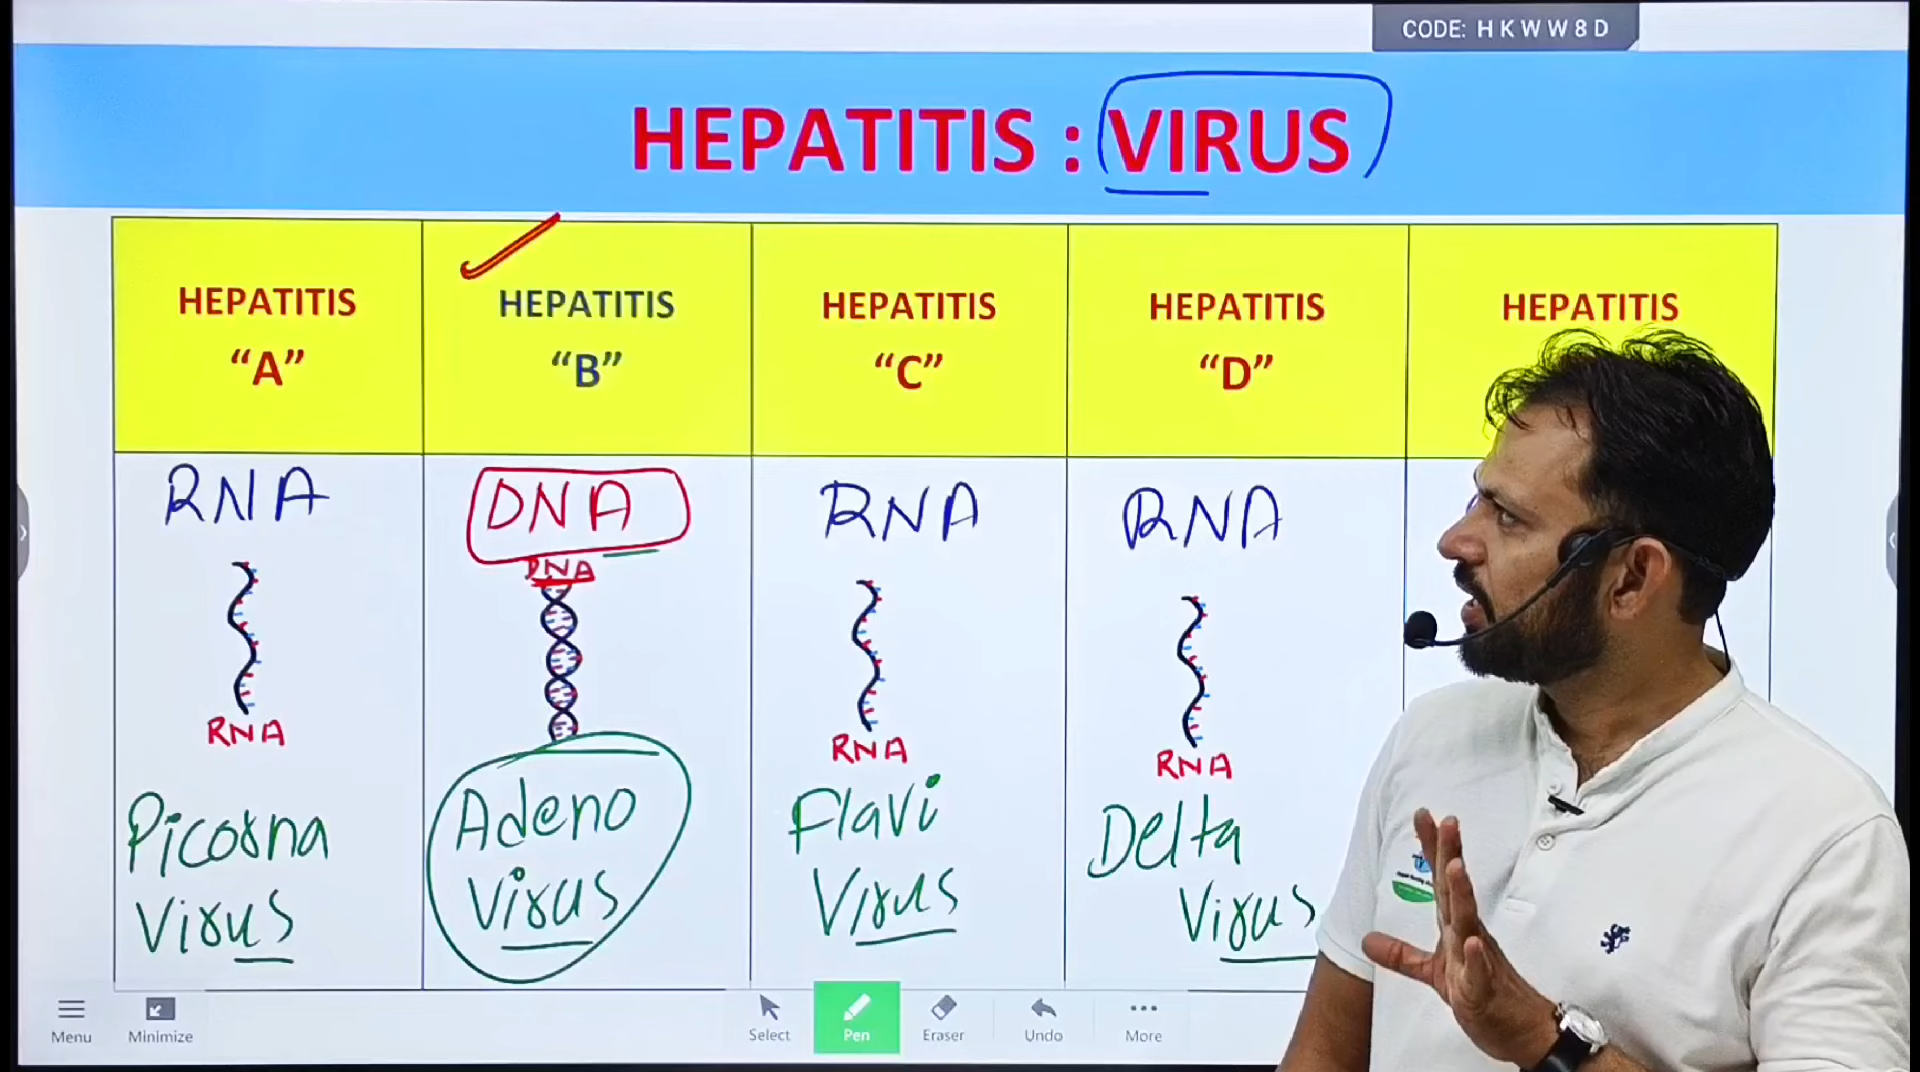 CODE: HKWW8D
HEPATITIS : VIRUS
HEPATITIS
“A”
HEPATITIS
“B”
HEPATITIS
“C”
HEPATITIS
“D”
HEPATITIS
RNA
DNA
RNA
RNA
DNA
RNA
RNA
RNA
Picorna
Virus
Adeno
Virus
Flavi
Virus
Delta
Virus
Menu
Minimize
Select
Pen
Eraser
Undo
More